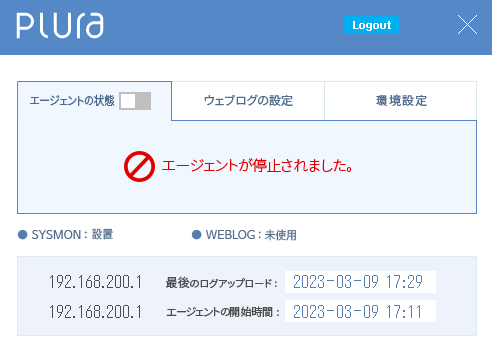 PLURA
Logout
エージェントの状態 ウェブログの設定 環境設定
エージェントが停止されました。
SYSMON : 設置 WEBLOG : 未使用
192.168.200.1 最後のログアップロード : 2023-03-09 17:29
192.168.200.1 エージェントの開始時間 : 2023-03-09 17:11